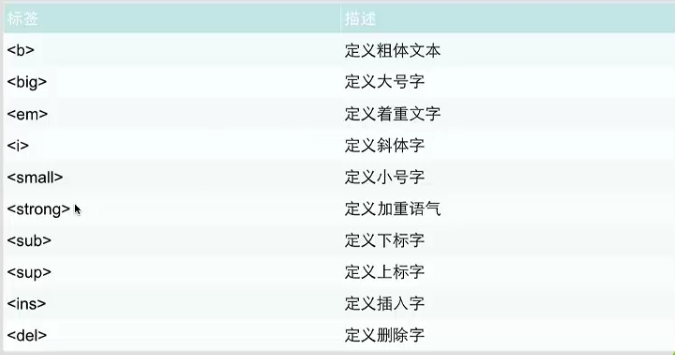 标签 描述
<b> 定义粗体文本
<big> 定义大号字
<em> 定义着重文字
<i> 定义斜体字
<small> 定义小号字
<strong> 定义加重语气
<sub> 定义下标字
<sup> 定义上标字
<ins> 定义插入字
<del> 定义删除字